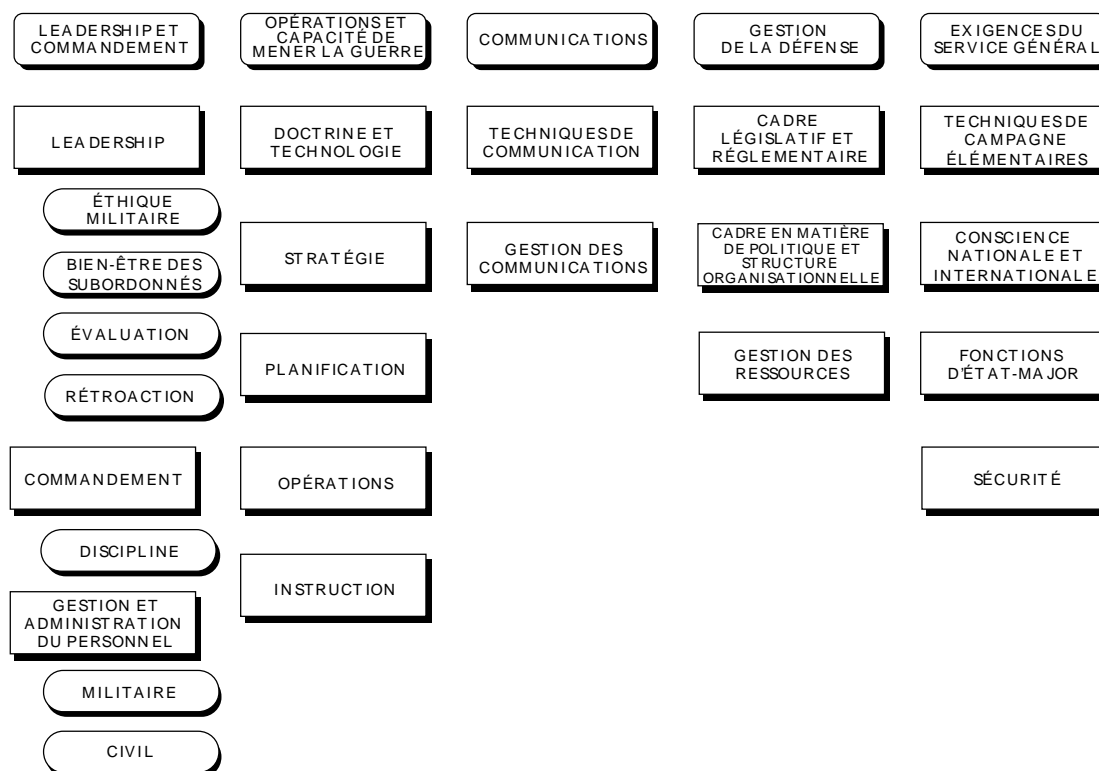 LEADERSHIP ET
COMMANDEMENT
OPÉRATIONS ET
CAPACITÉ DE
MENER LA GUERRE
COMMUNICATIONS
GESTION
DE LA DÉFENSE
EXIGENCES DU
SERVICE GÉNÉRAL
LEADERSHIP
DOCTRINE ET
TECHNOLOGIE
TECHNIQUES DE
COMMUNICATION
CADRE
LÉGISLATIF ET
RÉGLEMENTAIRE
TECHNIQUES DE
CAMPAGNE
ÉLÉMENTAIRES
ÉTHIQUE
MILITAIRE
BIEN-ÊTRE DES
SUBORDONNÉS
STRATÉGIE
GESTION DES
COMMUNICATIONS
CADRE EN MATIÈRE
DE POLITIQUE ET
STRUCTURE
ORGANISATIONNELLE
CONSCIENCE
NATIONALE ET
INTERNATIONALE
ÉVALUATION
RÉTROACTION
PLANIFICATION
GESTION DES
RESSOURCES
FONCTIONS
D'ÉTAT-MAJOR
COMMANDEMENT
OPÉRATIONS
SÉCURITÉ
DISCIPLINE
GESTION ET
ADMINISTRATION
DU PERSONNEL
INSTRUCTION
MILITAIRE
CIVIL